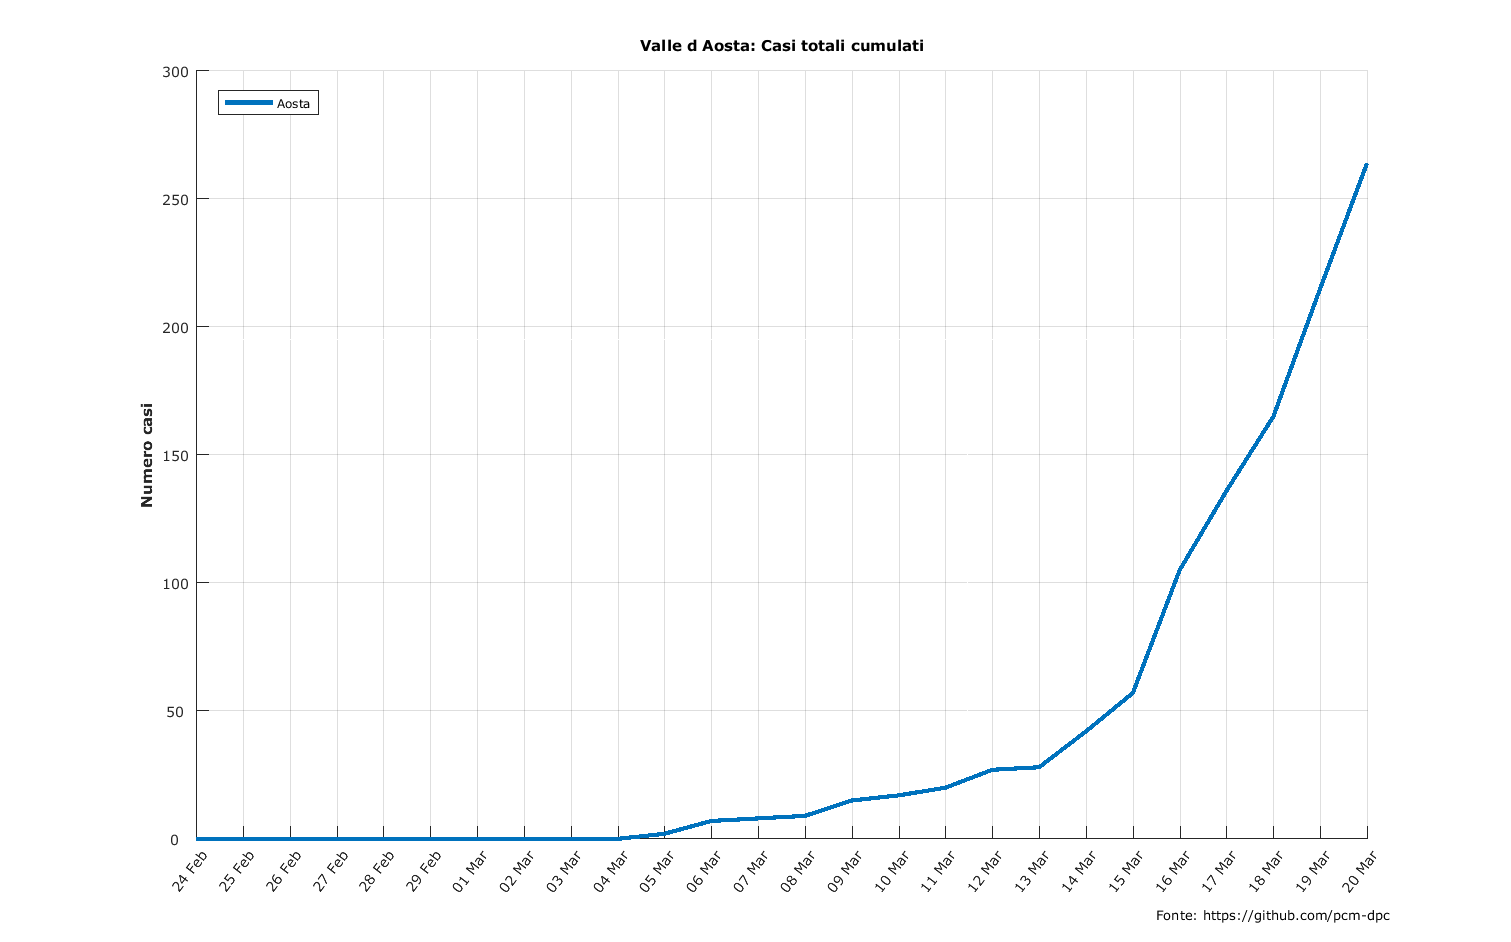 Valle d Aosta: Casi totali cumulati
Aosta
Numero casi
300
250
200
150
100
50
0
24 Feb
25 Feb
26 Feb
27 Feb
28 Feb
29 Feb
01 Mar
02 Mar
03 Mar
04 Mar
05 Mar
06 Mar
07 Mar
08 Mar
09 Mar
10 Mar
11 Mar
12 Mar
13 Mar
14 Mar
15 Mar
16 Mar
17 Mar
18 Mar
19 Mar
20 Mar
Fonte: https://github.com/pcm-dpc